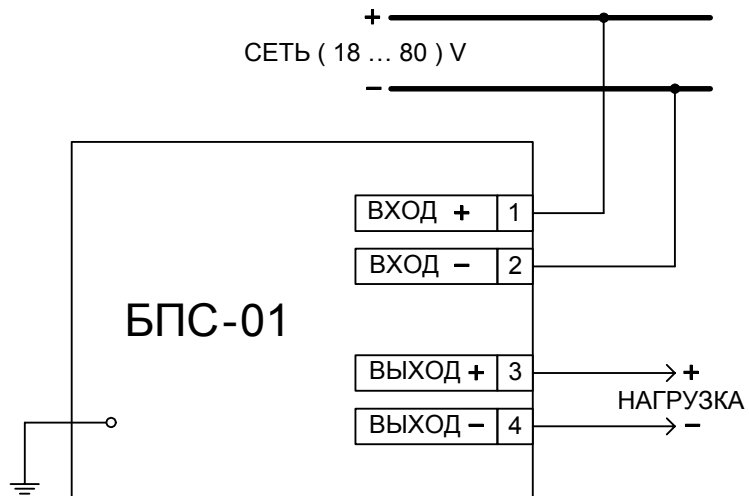 +
СЕТЬ ( 18 ... 80 ) V
−
ВХОД + 1
ВХОД − 2
БПС-01
ВЫХОД + 3
+
НАГРУЗКА
ВЫХОД − 4
−